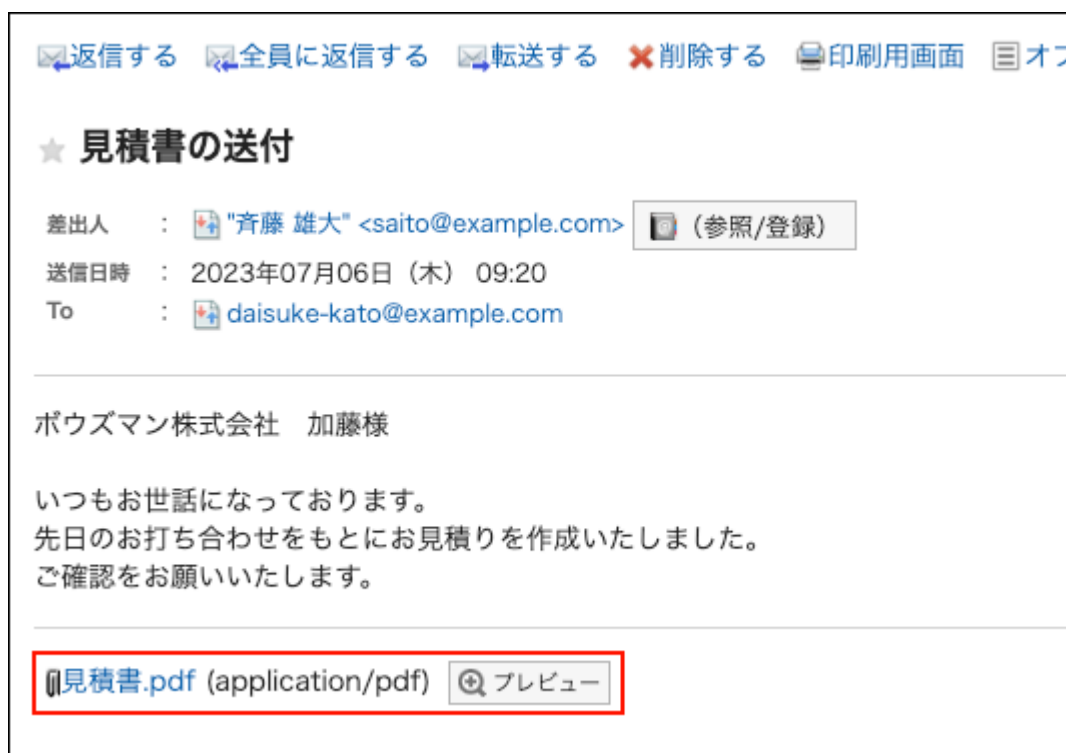 返信する 全員に返信する 転送する 削除する 印刷用画面 オプ
見積書の送付
差出人 : "斉藤 雄大" <saito@example.com> (参照/登録)
送信日時 : 2023年07月06日（木） 09:20
To : daisuke-kato@example.com
ボウズマン株式会社　加藤様
いつもお世話になっております。
先日のお打ち合わせをもとにお見積りを作成いたしました。
ご確認をお願いいたします。
見積書.pdf (application/pdf) プレビュー